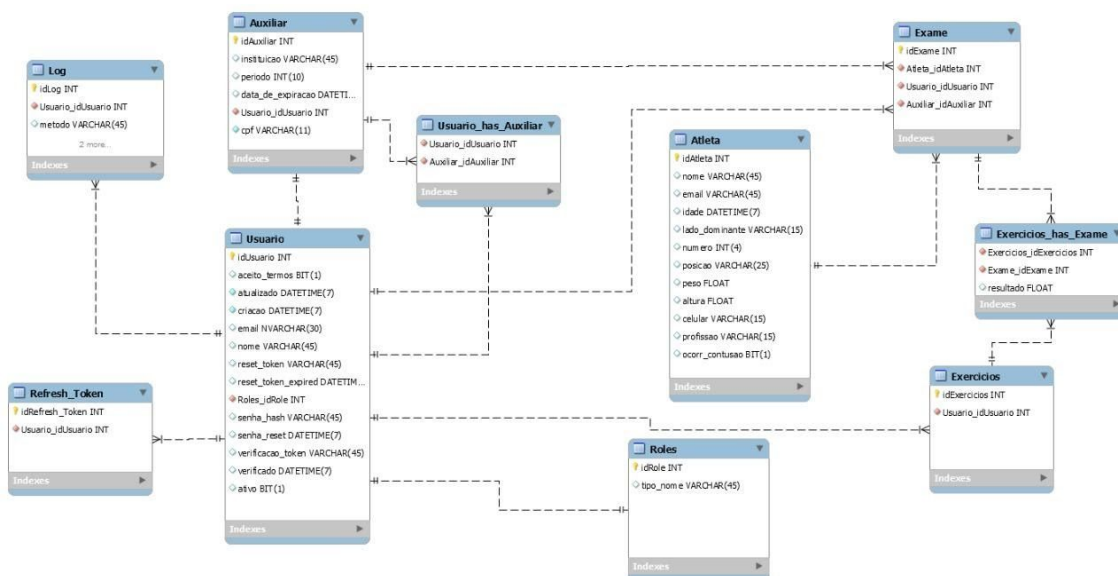 Auxiliar
idAuxiliar INT
instituicao VARCHAR(45)
periodo INT(10)
data_de_expiracao DATETI...
Usuario_idUsuario INT
cpf VARCHAR(11)
Indexes
Exame
idExame INT
Atleta_idAtleta INT
Usuario_idUsuario INT
Auxiliar_idAuxiliar INT
Indexes
Log
idLog INT
Usuario_idUsuario INT
metodo VARCHAR(45)
2 more...
Indexes
Usuario_has_Auxiliar
Usuario_idUsuario INT
Auxiliar_idAuxiliar INT
Indexes
Atleta
idAtleta INT
nome VARCHAR(45)
email VARCHAR(45)
idade DATETIME(7)
lado_dominante VARCHAR(15)
numero INT(4)
posicao VARCHAR(25)
peso FLOAT
altura FLOAT
celular VARCHAR(15)
profissao VARCHAR(15)
ocorr_contusao BIT(1)
Indexes
Exercicios_has_Exame
Exercicios_idExercicios INT
Exame_idExame INT
resultado FLOAT
Indexes
Usuario
idUsuario INT
aceito_termos BIT(1)
atualizado DATETIME(7)
criacao DATETIME(7)
email NVARCHAR(30)
nome VARCHAR(45)
reset_token VARCHAR(45)
reset_token_expired DATETIM...
Roles_idRole INT
senha_hash VARCHAR(45)
senha_reset DATETIME(7)
verificacao_token VARCHAR(45)
verificado DATETIME(7)
ativo BIT(1)
Indexes
Refresh_Token
idRefresh_Token INT
Usuario_idUsuario INT
Indexes
Exercicios
idExercicios INT
Usuario_idUsuario INT
Indexes
Roles
idRole INT
tipo_nome VARCHAR(45)
Indexes